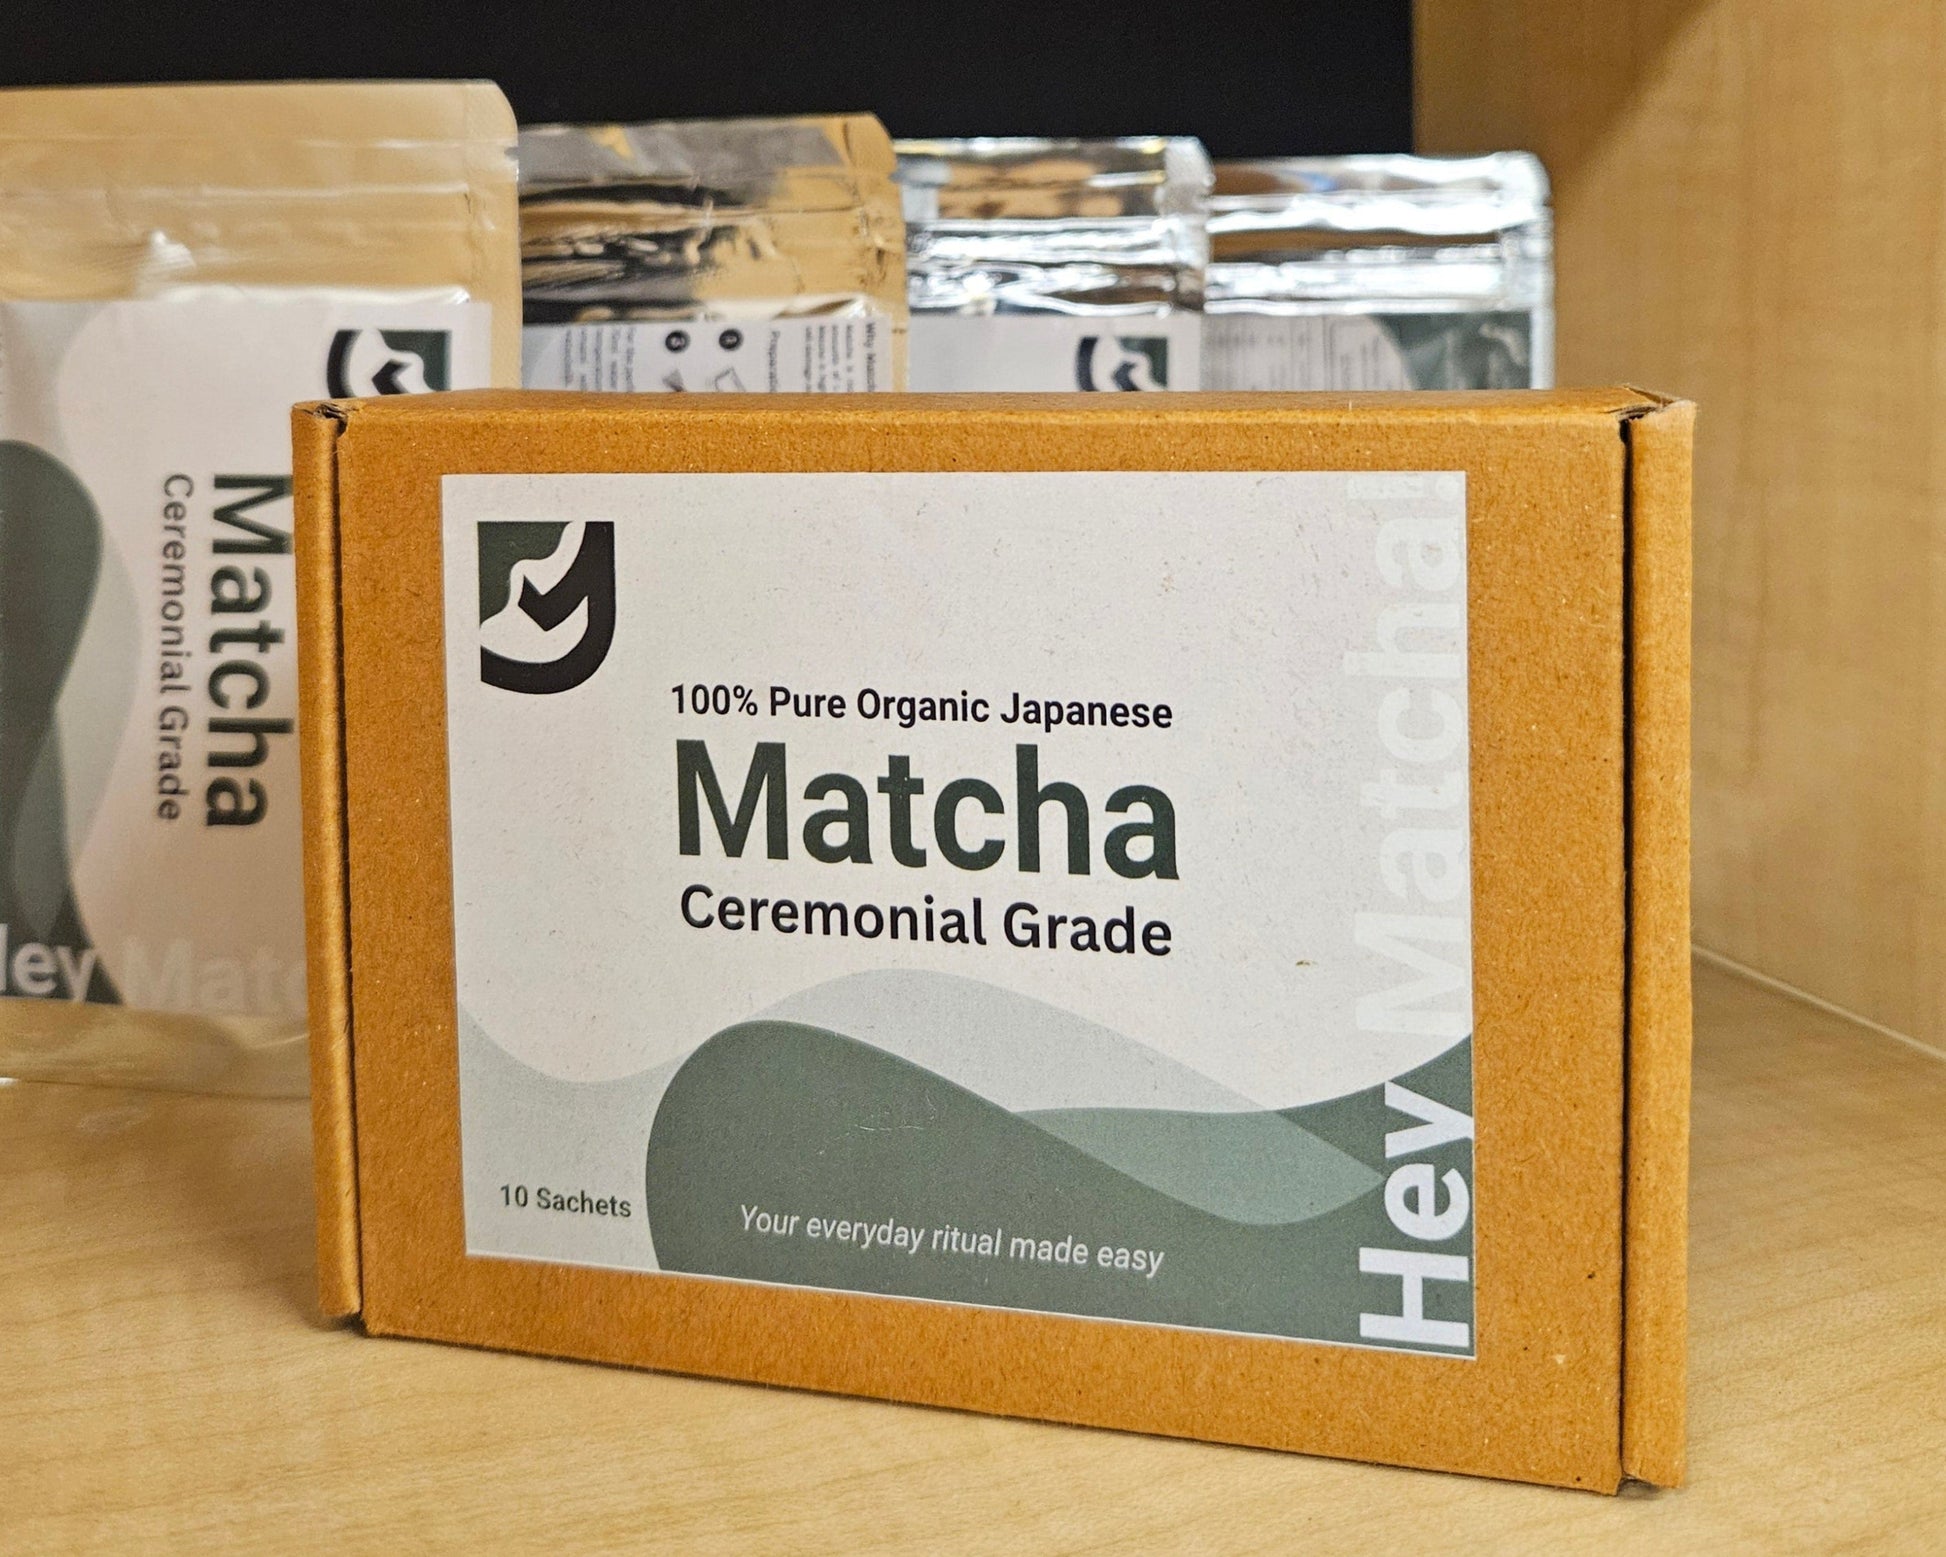 100% Pure Organic Japanese
Matcha
Ceremonial Grade
10 Sachets
Your everyday ritual made easy
Hey Matcha!
Matcha
Ceremonial Grade
Why